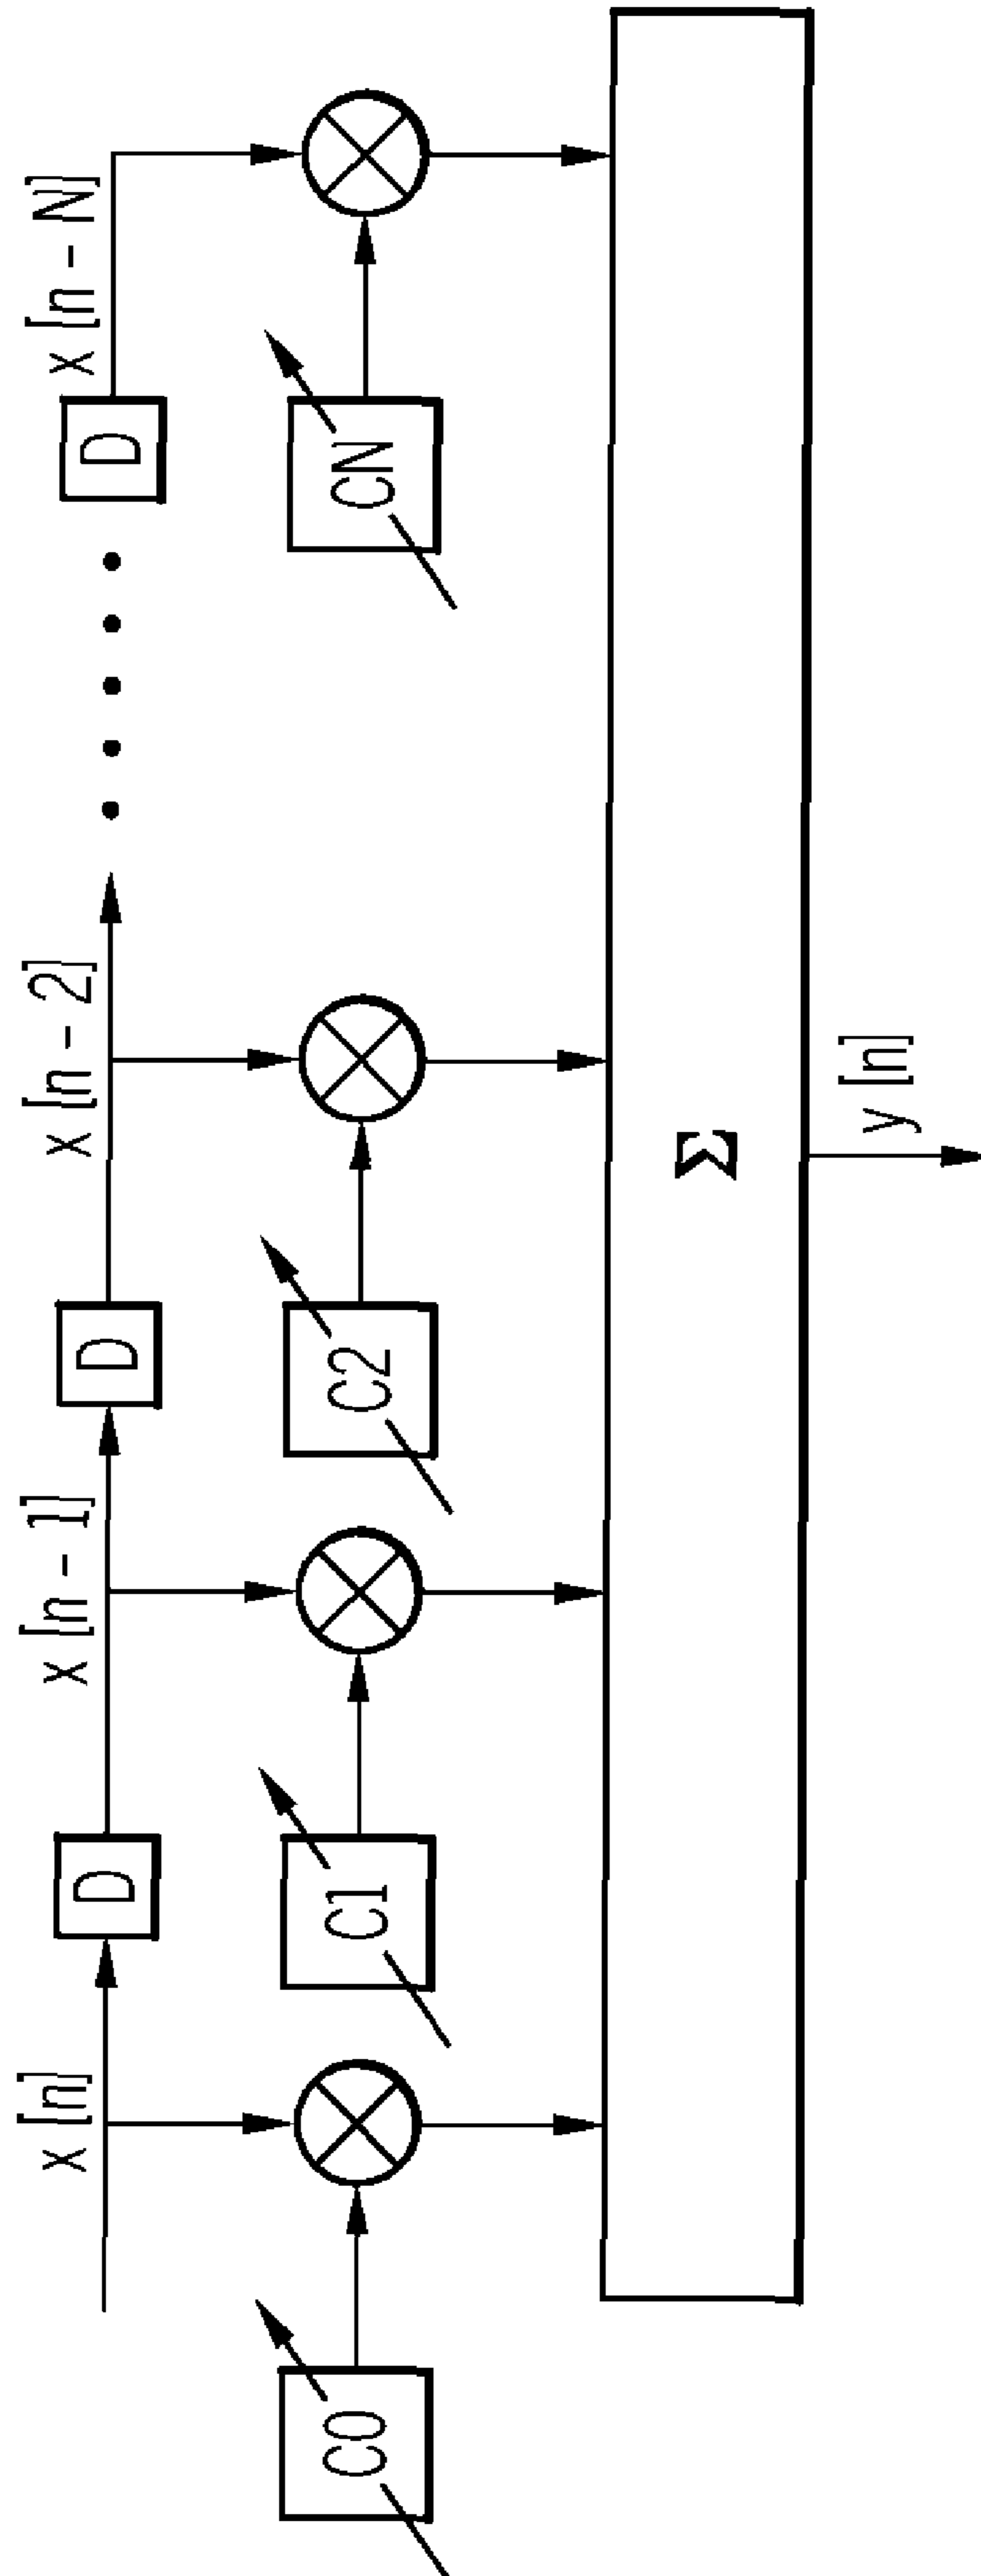 x [n]
x [n - 1]
x [n - 2]
x [n - N]
D
D
D
C0
C1
C2
CN
Σ
y [n]